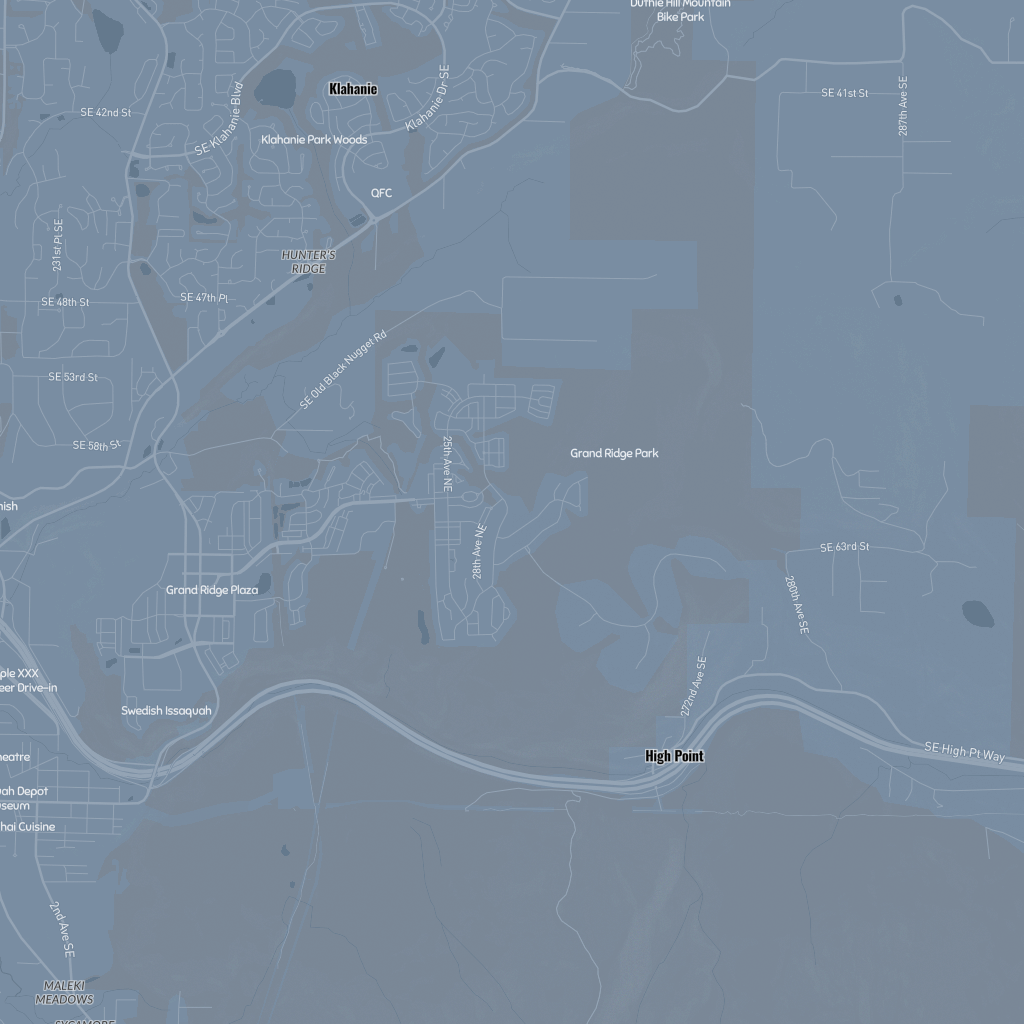 Duthie Hill Mountain
Bike Park
Klahanie
SE 41st St
287th Ave SE
SE 42nd St
SE Klahanie Blvd
Klahanie Dr SE
Klahanie Park Woods
QFC
231st Pl SE
HUNTER'S
RIDGE
SE 48th St
SE 47th Pl
SE Old Black Nugget Rd
SE 53rd St
SE 58th St
25th Ave NE
Grand Ridge Park
nish
28th Ave NE
SE 63rd St
Grand Ridge Plaza
280th Ave SE
ple XXX
eer Drive-in
272nd Ave SE
Swedish Issaquah
eatre
High Point
SE High Pt Way
uah Depot
useum
hai Cuisine
2nd Ave SE
MALEKI
MEADOWS
SYCAMORE